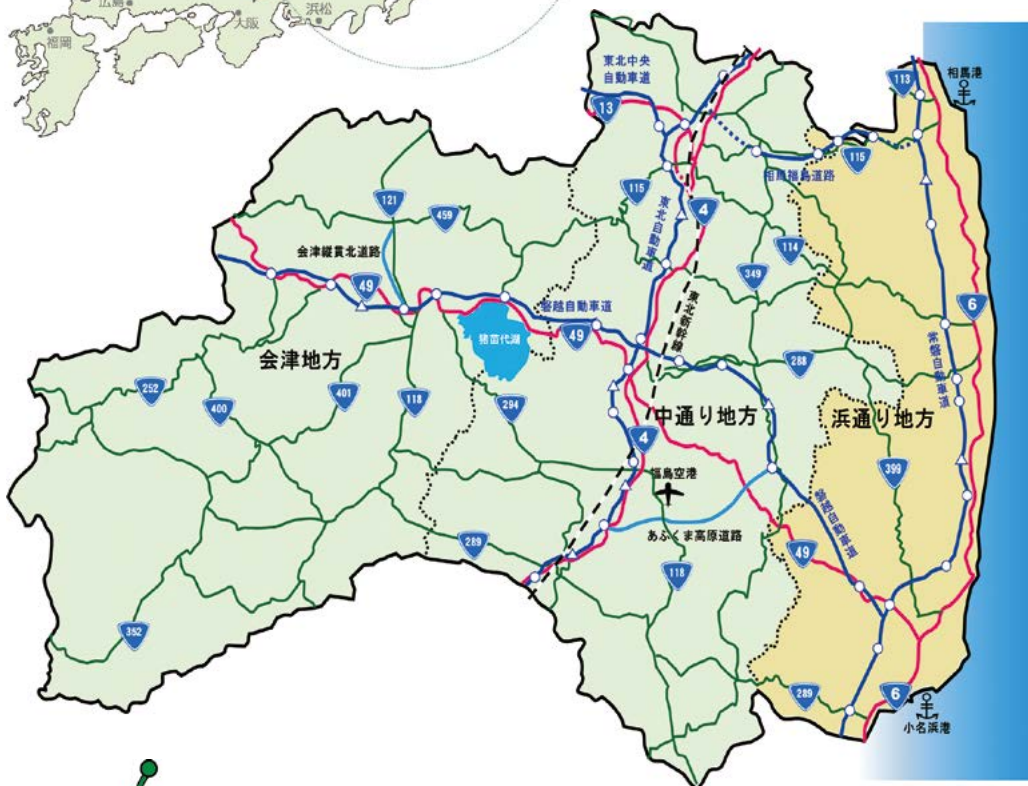 広島
大阪
浜松
福岡
東北中央
自動車道
13
113
相馬港
115
相馬福島道路
115
121
459
4
東北自動車道
114
349
会津縦貫北道路
49
磐越自動車道
49
東北新幹線
6
常磐自動車道
猪苗代湖
会津地方
288
252
400
401
118
294
中通り地方
浜通り地方
4
福島空港
399
あぶくま高原道路
磐越自動車道
289
49
118
352
289
6
小名浜港